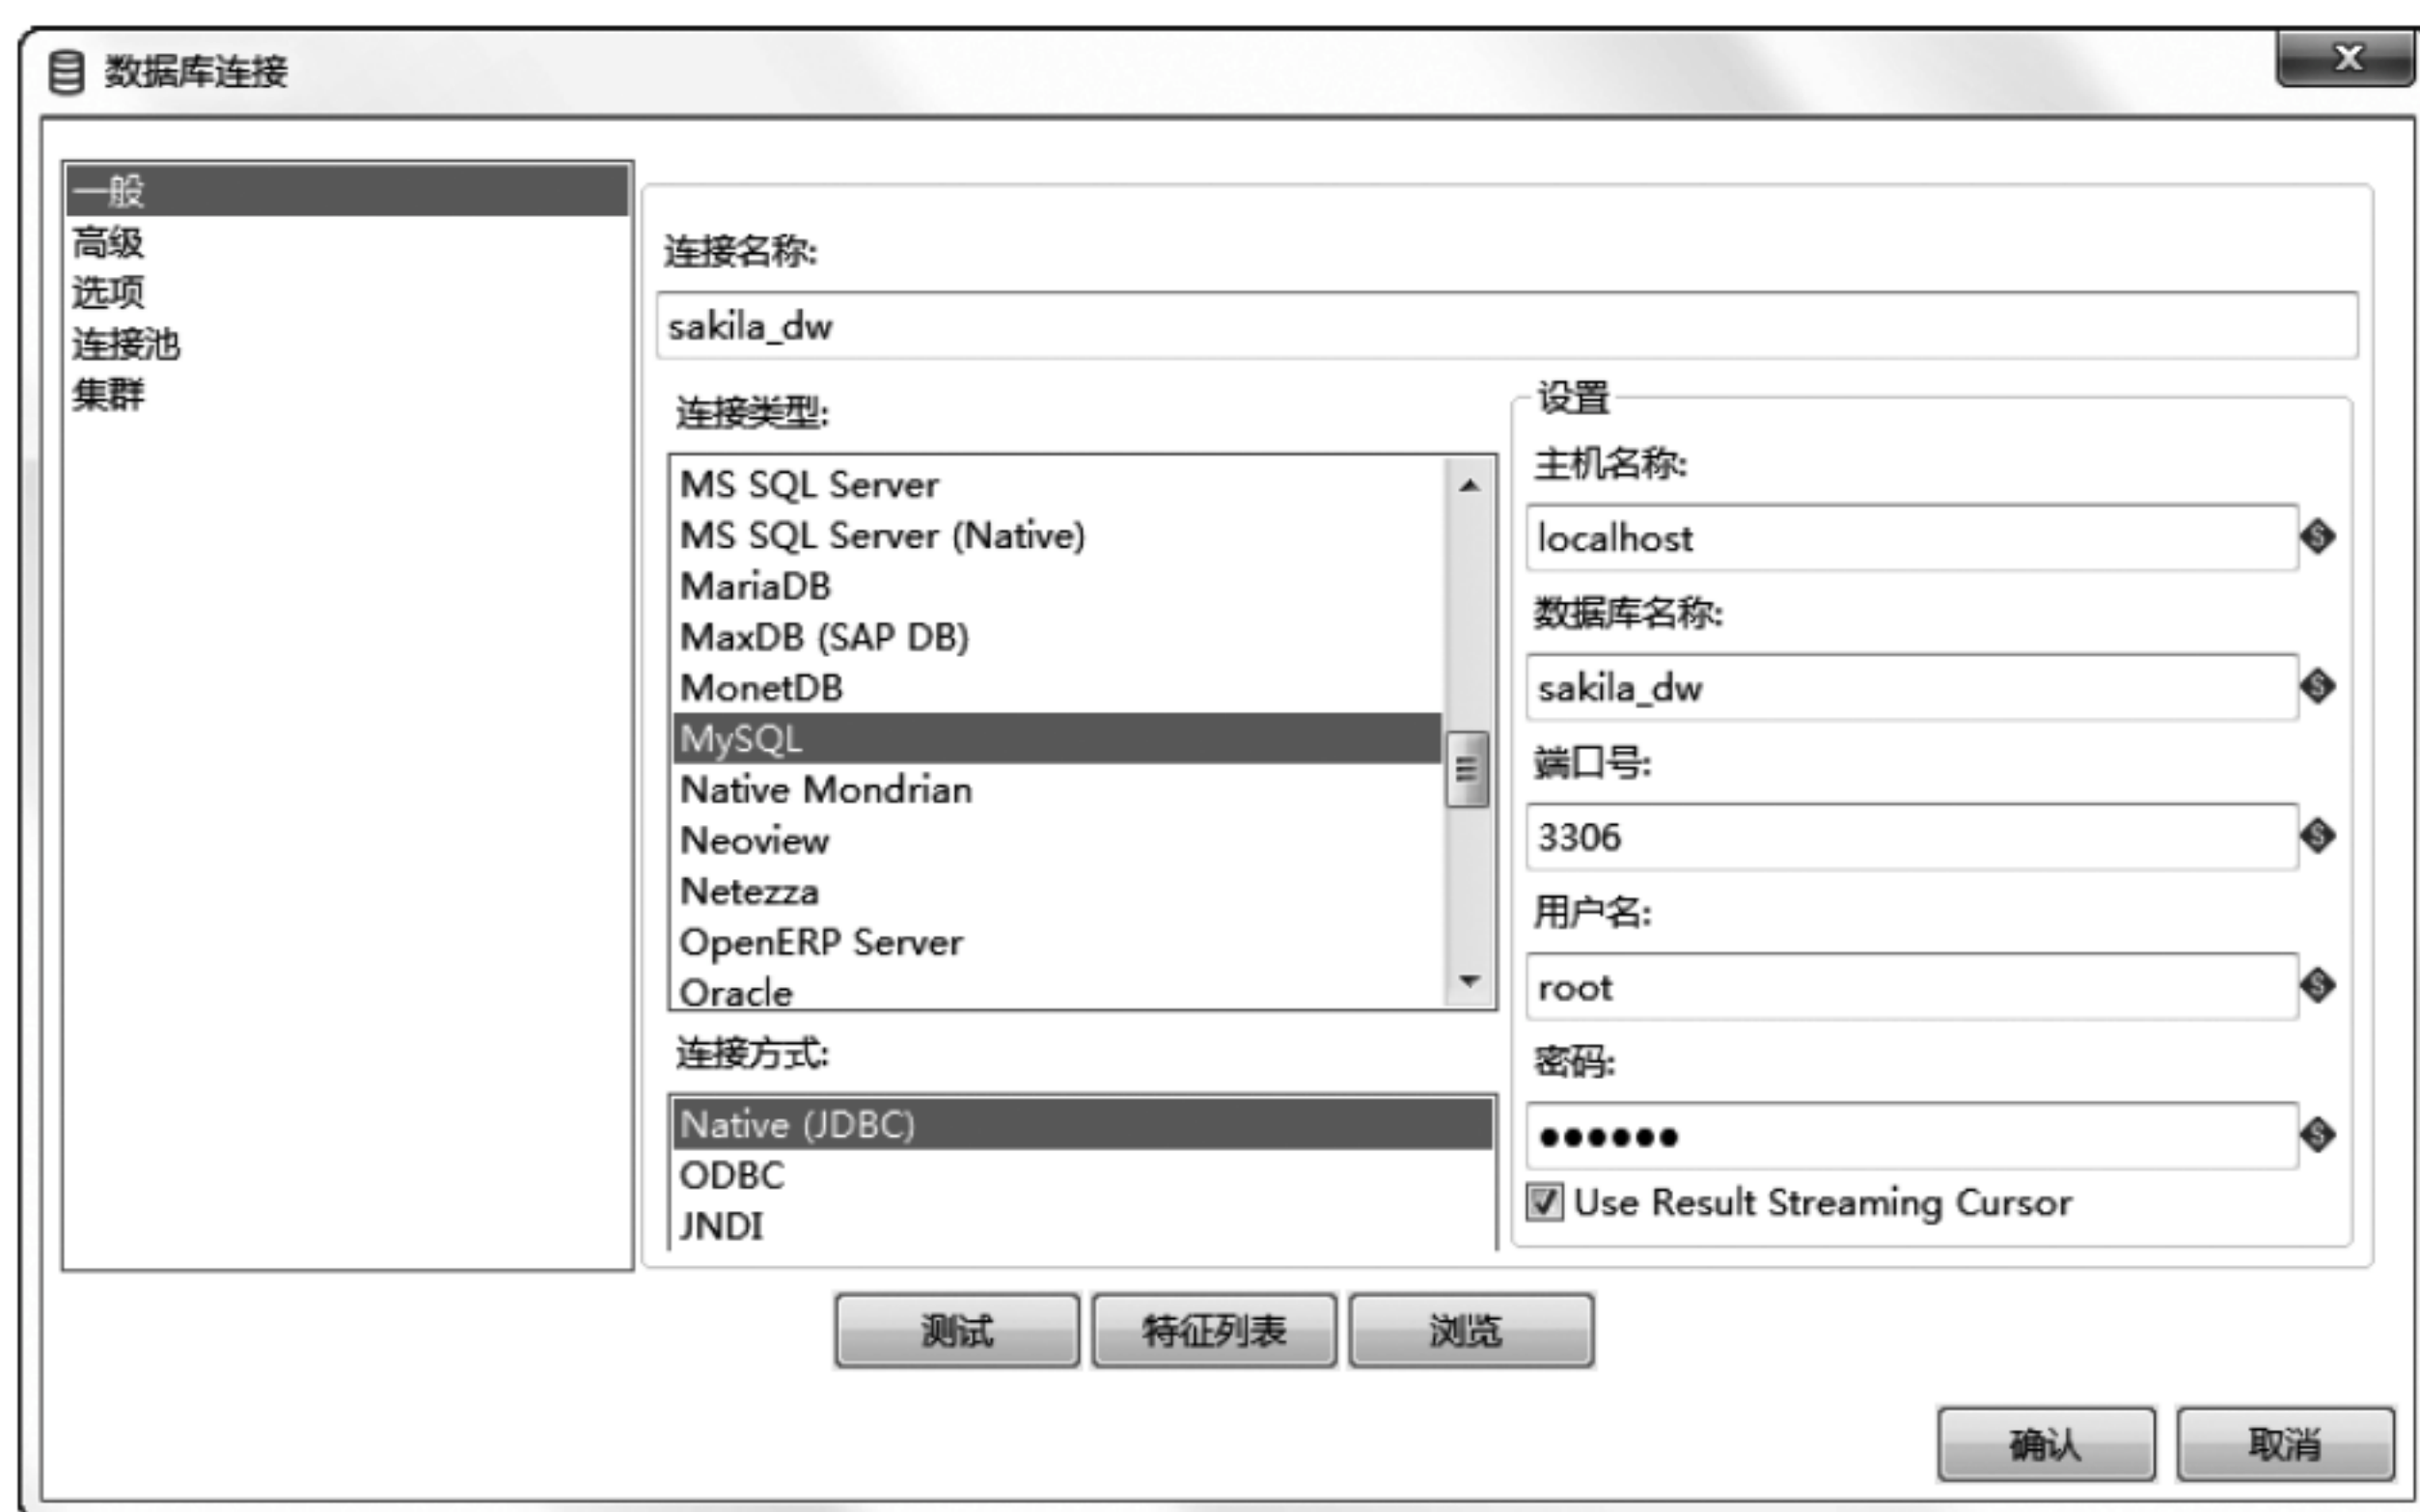 数据库连接
一般
高级
选项
连接池
集群
连接名称:
sakila_dw
连接类型:
MS SQL Server
MS SQL Server (Native)
MariaDB
MaxDB (SAP DB)
MonetDB
MySQL
Native Mondrian
Neoview
Netezza
OpenERP Server
Oracle
连接方式:
Native (JDBC)
ODBC
JNDI
设置
主机名称:
localhost
数据库名称:
sakila_dw
端口号:
3306
用户名:
root
密码:
●●●●●●
Use Result Streaming Cursor
测试
特征列表
浏览
确认
取消